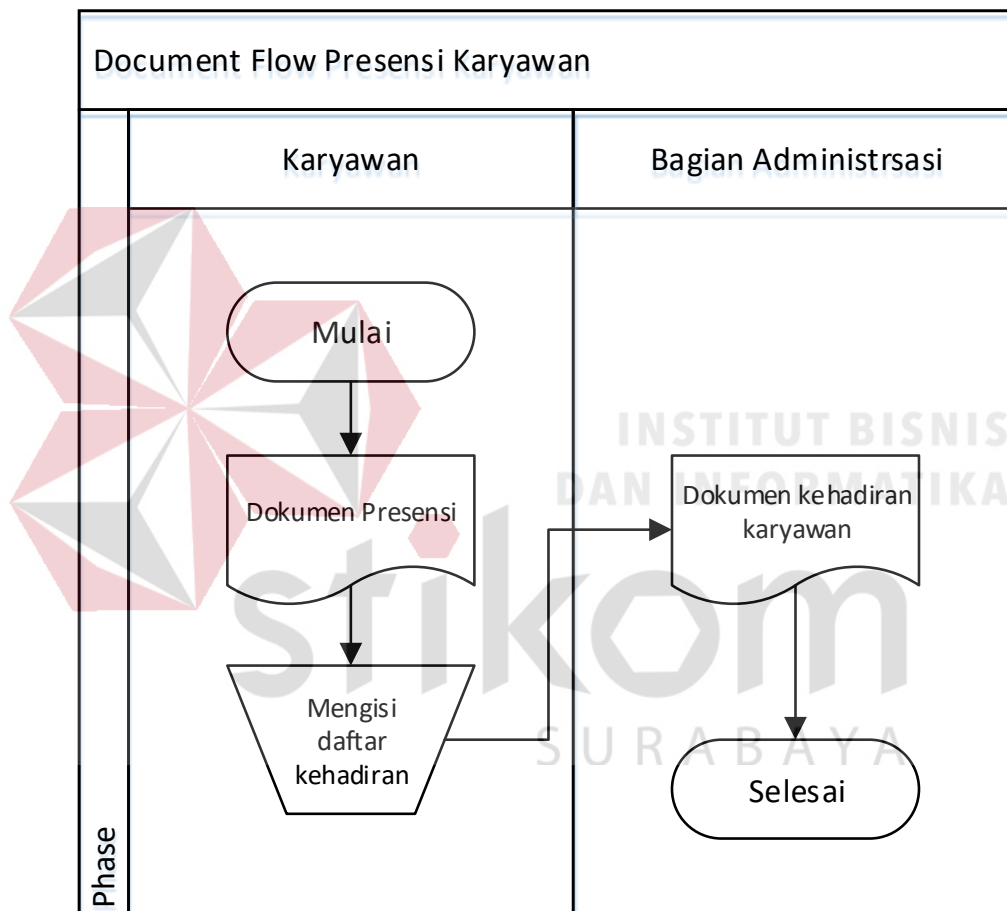 Document Flow Presensi Karyawan
Karyawan
Bagian Administrsasi
Mulai
INSTITUT BISNIS
DAN INFORMATIKA
Dokumen Presensi
Dokumen kehadiran
karyawan
stikom
SURABAYA
Mengisi
daftar
kehadiran
Selesai
Phase